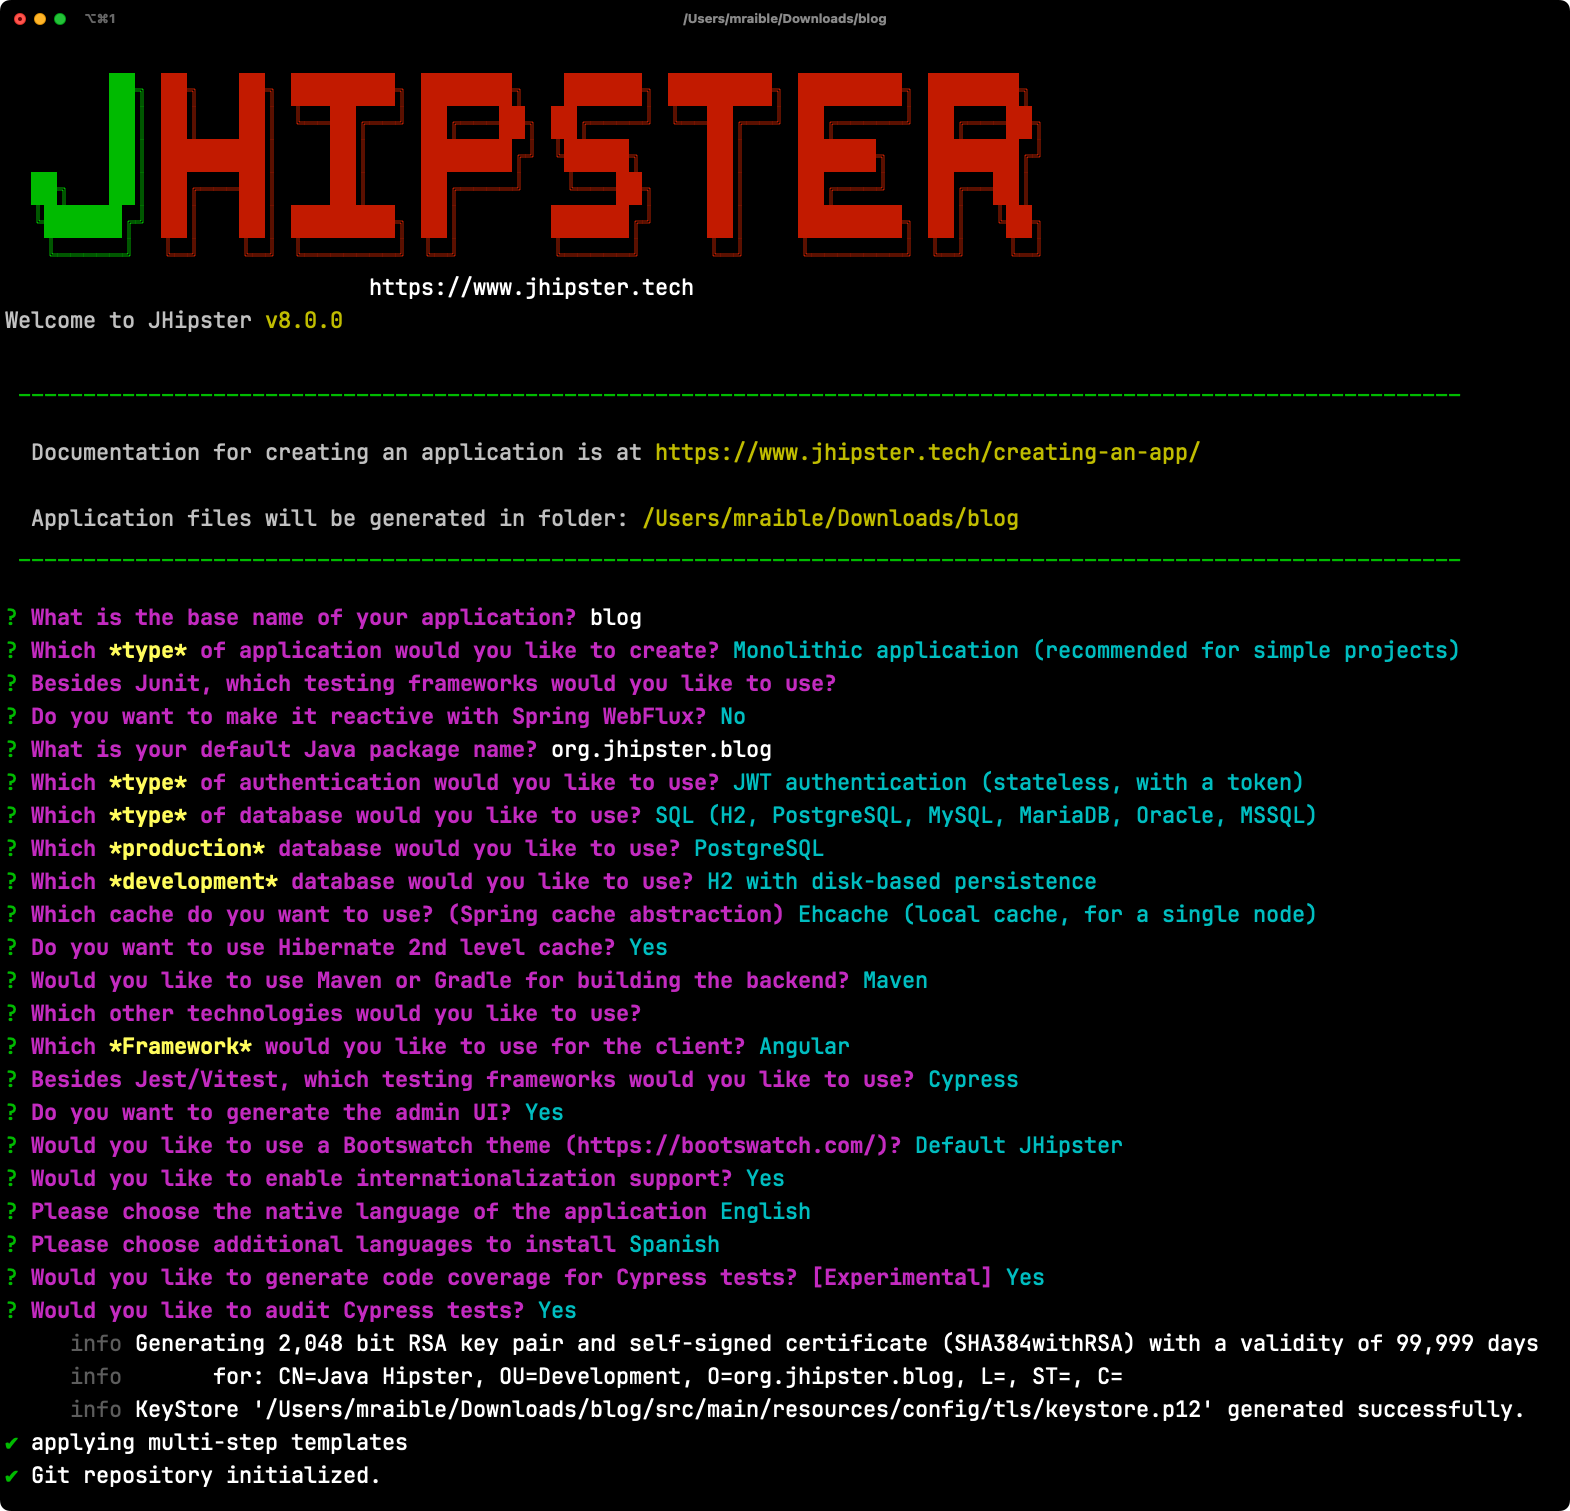 ⌥⌘1
/Users/mraible/Downloads/blog
JHIPSTER
https://www.jhipster.tech
Welcome to JHipster v8.0.0
Documentation for creating an application is at https://www.jhipster.tech/creating-an-app/
Application files will be generated in folder: /Users/mraible/Downloads/blog
? What is the base name of your application? blog
? Which *type* of application would you like to create? Monolithic application (recommended for simple projects)
? Besides Junit, which testing frameworks would you like to use?
? Do you want to make it reactive with Spring WebFlux? No
? What is your default Java package name? org.jhipster.blog
? Which *type* of authentication would you like to use? JWT authentication (stateless, with a token)
? Which *type* of database would you like to use? SQL (H2, PostgreSQL, MySQL, MariaDB, Oracle, MSSQL)
? Which *production* database would you like to use? PostgreSQL
? Which *development* database would you like to use? H2 with disk-based persistence
? Which cache do you want to use? (Spring cache abstraction) Ehcache (local cache, for a single node)
? Do you want to use Hibernate 2nd level cache? Yes
? Would you like to use Maven or Gradle for building the backend? Maven
? Which other technologies would you like to use?
? Which *Framework* would you like to use for the client? Angular
? Besides Jest/Vitest, which testing frameworks would you like to use? Cypress
? Do you want to generate the admin UI? Yes
? Would you like to use a Bootswatch theme (https://bootswatch.com/)? Default JHipster
? Would you like to enable internationalization support? Yes
? Please choose the native language of the application English
? Please choose additional languages to install Spanish
? Would you like to generate code coverage for Cypress tests? [Experimental] Yes
? Would you like to audit Cypress tests? Yes
info Generating 2,048 bit RSA key pair and self-signed certificate (SHA384withRSA) with a validity of 99,999 days
info for: CN=Java Hipster, OU=Development, O=org.jhipster.blog, L=, ST=, C=
info KeyStore '/Users/mraible/Downloads/blog/src/main/resources/config/tls/keystore.p12' generated successfully.
✔ applying multi-step templates
✔ Git repository initialized.